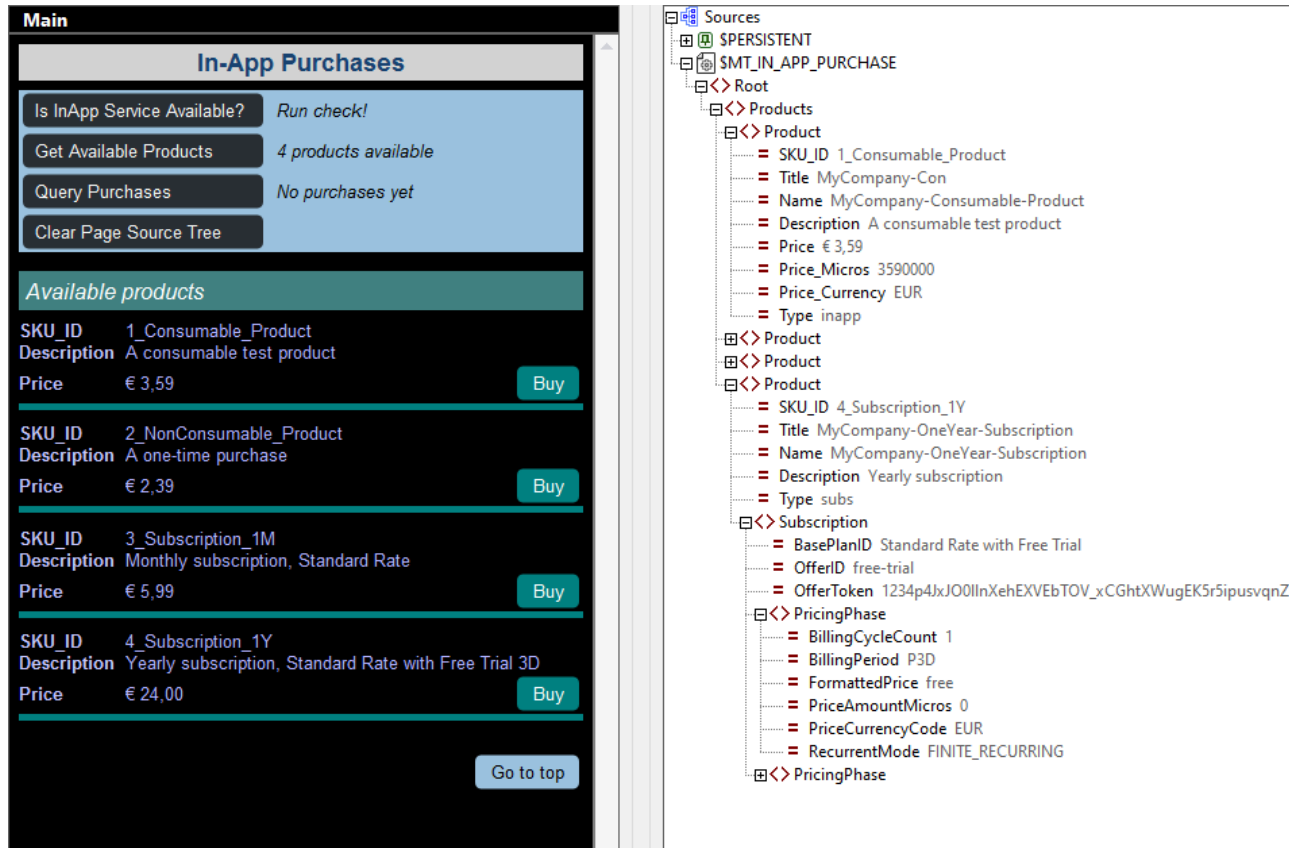 Main
In-App Purchases
Is InApp Service Available? Run check!
Get Available Products 4 products available
Query Purchases No purchases yet
Clear Page Source Tree
Available products
SKU_ID 1_Consumable_Product
Description A consumable test product
Price € 3,59 Buy
SKU_ID 2_NonConsumable_Product
Description A one-time purchase
Price € 2,39 Buy
SKU_ID 3_Subscription_1M
Description Monthly subscription, Standard Rate
Price € 5,99 Buy
SKU_ID 4_Subscription_1Y
Description Yearly subscription, Standard Rate with Free Trial 3D
Price € 24,00 Buy
Go to top
Sources
$PERSISTENT
$MT_IN_APP_PURCHASE
Root
Products
Product
SKU_ID 1_Consumable_Product
Title MyCompany-Con
Name MyCompany-Consumable-Product
Description A consumable test product
Price € 3,59
Price_Micros 3590000
Price_Currency EUR
Type inapp
Product
Product
Product
SKU_ID 4_Subscription_1Y
Title MyCompany-OneYear-Subscription
Name MyCompany-OneYear-Subscription
Description Yearly subscription
Type subs
Subscription
BasePlanID Standard Rate with Free Trial
OfferID free-trial
OfferToken 1234p4JxJO0IInXehEXVEbTOV_xCGhtXWugEK5r5ipusvqnZ
PricingPhase
BillingCycleCount 1
BillingPeriod P3D
FormattedPrice free
PriceAmountMicros 0
PriceCurrencyCode EUR
RecurrentMode FINITE_RECURRING
PricingPhase